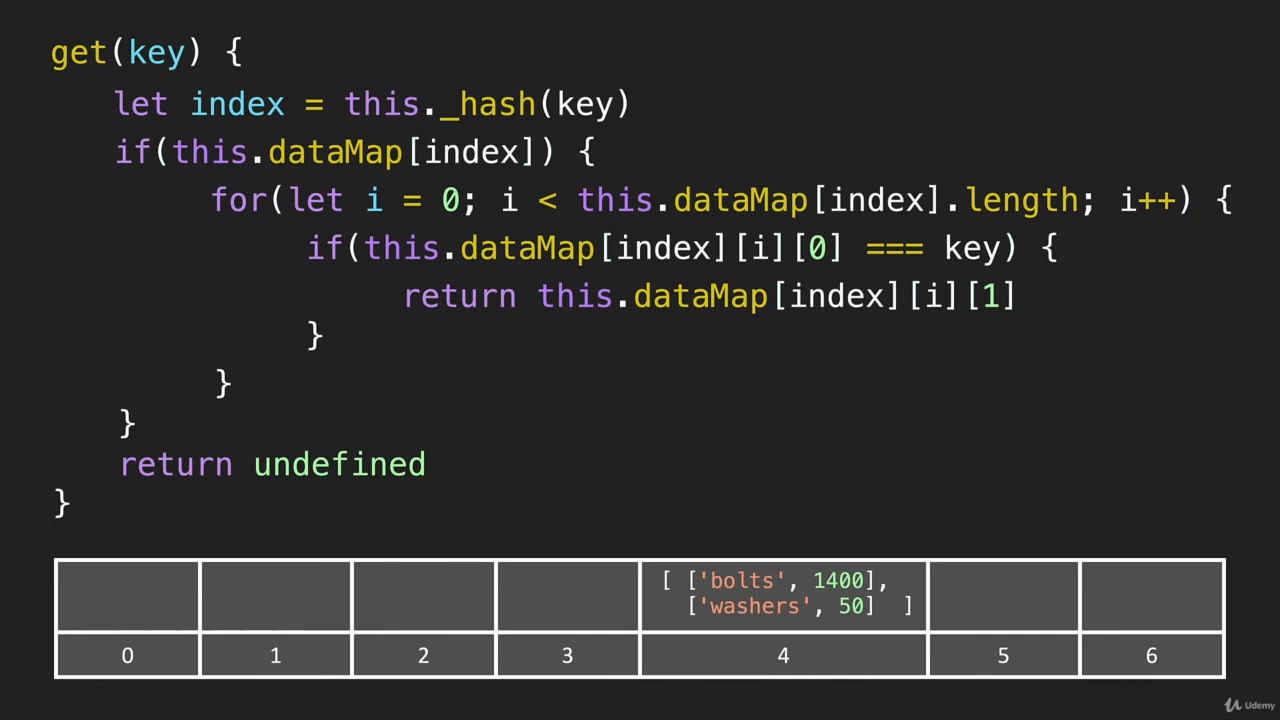 get(key) {
let index = this._hash(key)
if(this.dataMap[index]) {
for(let i = 0; i < this.dataMap[index].length; i++) {
if(this.dataMap[index][i][0] === key) {
return this.dataMap[index][i][1]
}
}
}
return undefined
}
[ ['bolts', 1400],
['washers', 50] ]
0 1 2 3 4 5 6
Udemy